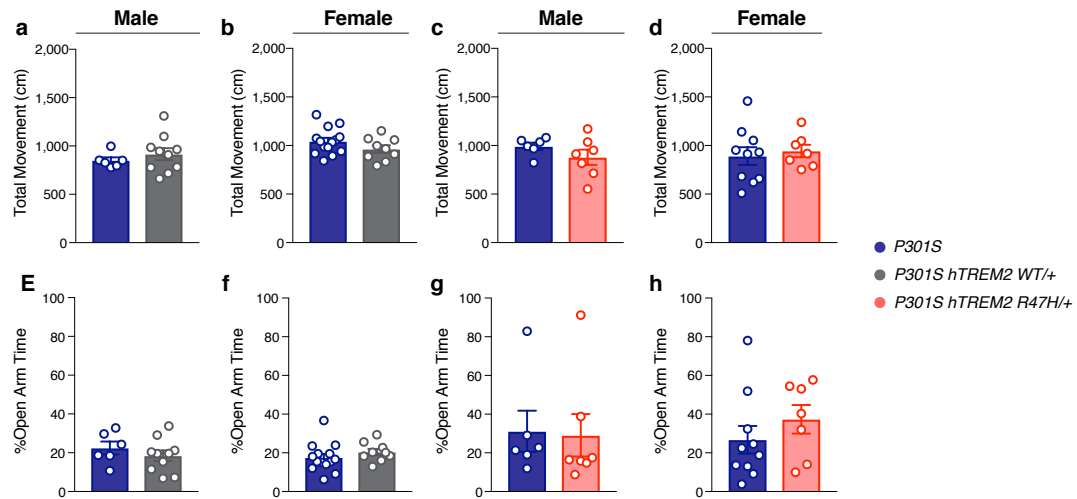 a Male b Female c Male d Female
Total Movement (cm) 2,000 1,500 1,000 500 0
Total Movement (cm) 2,000 1,500 1,000 500 0
Total Movement (cm) 2,000 1,500 1,000 500 0
Total Movement (cm) 2,000 1,500 1,000 500 0
P301S
P301S hTREM2 WT/+
P301S hTREM2 R47H/+
E f g h
%Open Arm Time 100 80 60 40 20 0
%Open Arm Time 100 80 60 40 20 0
%Open Arm Time 100 80 60 40 20 0
%Open Arm Time 100 80 60 40 20 0